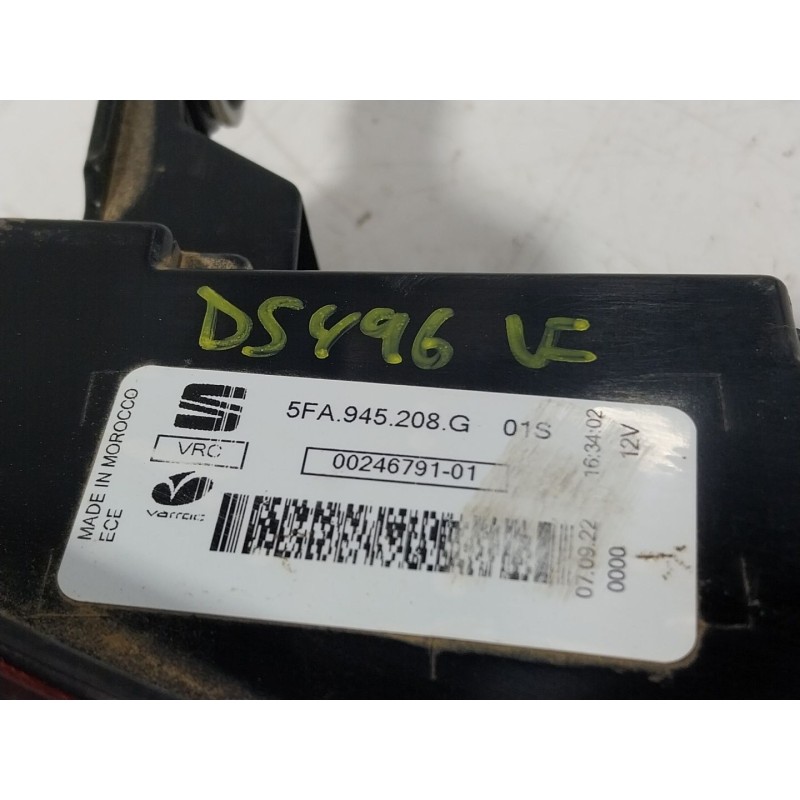 DS496 VF
5FA.945.208.G 01S
VRC
00246791-01
varroc
MADE IN MOROCCO
ECE
07.09.22 16:34:02
0000 12V